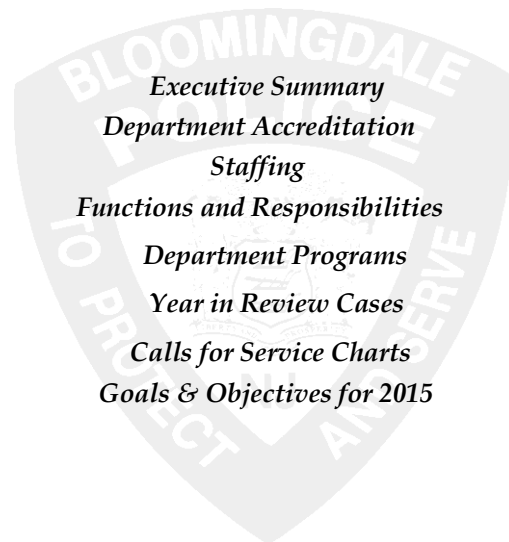 BLOOMINGDALE
POLICE
Executive Summary
Department Accreditation
Staffing
Functions and Responsibilities
Department Programs
Year in Review Cases
Calls for Service Charts
Goals & Objectives for 2015
TO PROTECT
AND SERVE
NJ